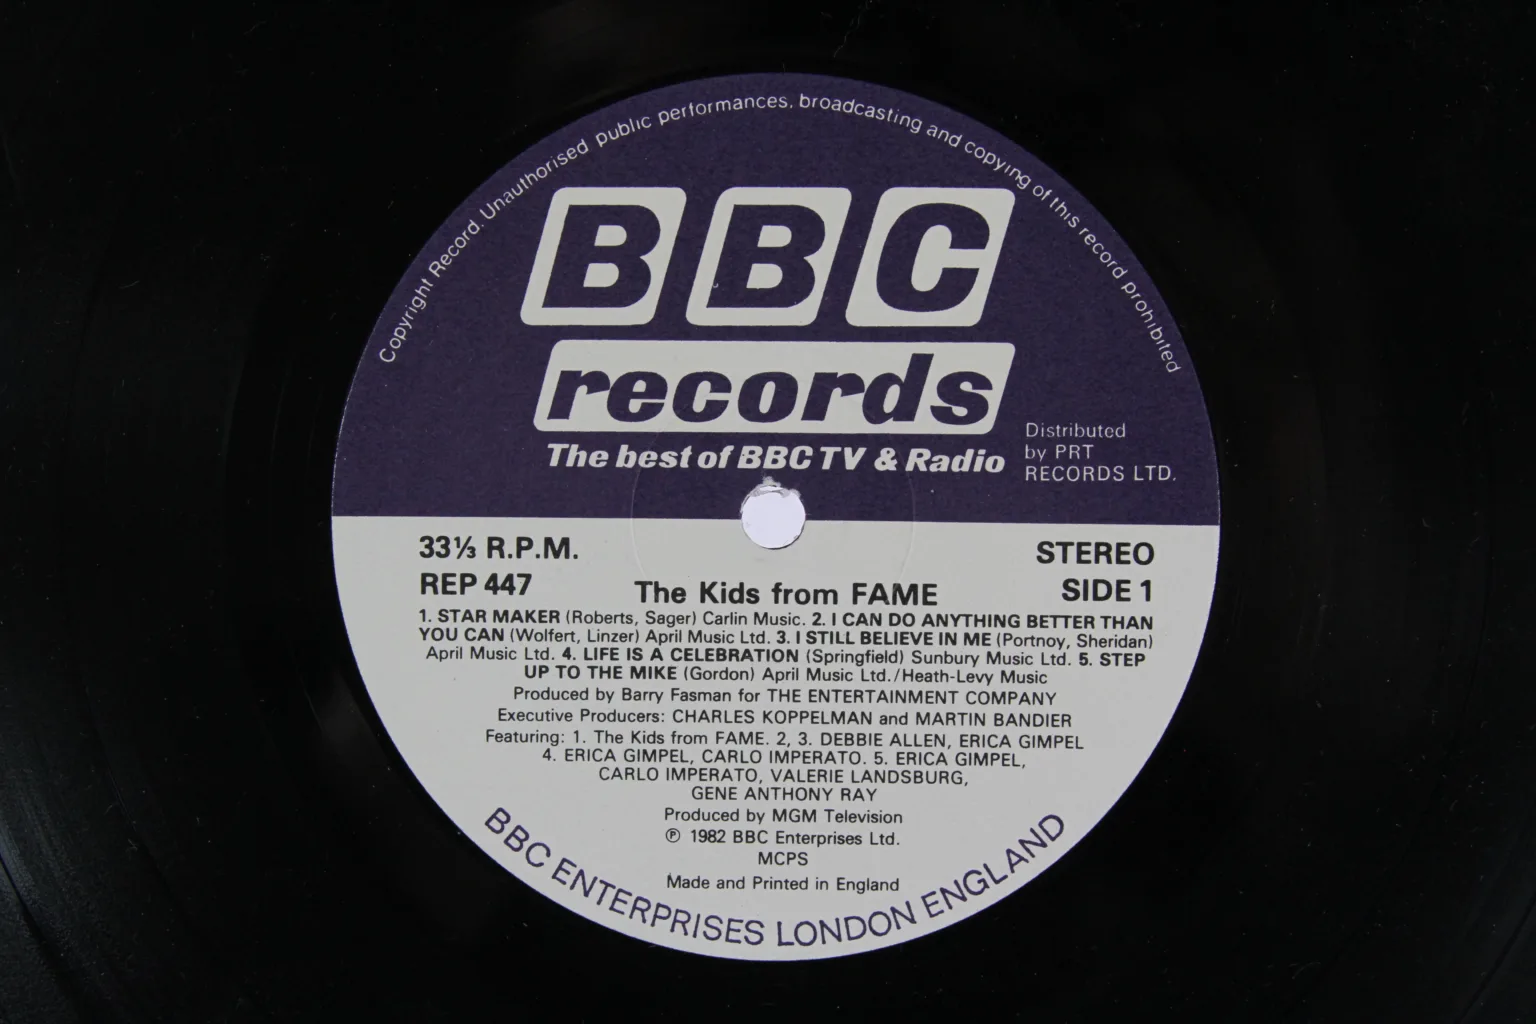 Copyright Record. Unauthorised public performances, broadcasting and copying of this record prohibited
BBC
records
The best of BBC TV & Radio
Distributed
by PRT
RECORDS LTD.
33⅓ R.P.M.
STEREO
REP 447
SIDE 1
The Kids from FAME
1. STAR MAKER (Roberts, Sager) Carlin Music. 2. I CAN DO ANYTHING BETTER THAN
YOU CAN (Wolfert, Linzer) April Music Ltd. 3. I STILL BELIEVE IN ME (Portnoy, Sheridan)
April Music Ltd. 4. LIFE IS A CELEBRATION (Springfield) Sunbury Music Ltd. 5. STEP
UP TO THE MIKE (Gordon) April Music Ltd./Heath-Levy Music
Produced by Barry Fasman for THE ENTERTAINMENT COMPANY
Executive Producers: CHARLES KOPPELMAN and MARTIN BANDIER
Featuring: 1. The Kids from FAME. 2, 3. DEBBIE ALLEN, ERICA GIMPEL
4. ERICA GIMPEL, CARLO IMPERATO. 5. ERICA GIMPEL,
CARLO IMPERATO, VALERIE LANDSBURG,
GENE ANTHONY RAY
Produced by MGM Television
℗ 1982 BBC Enterprises Ltd.
MCPS
Made and Printed in England
BBC ENTERPRISES LONDON ENGLAND